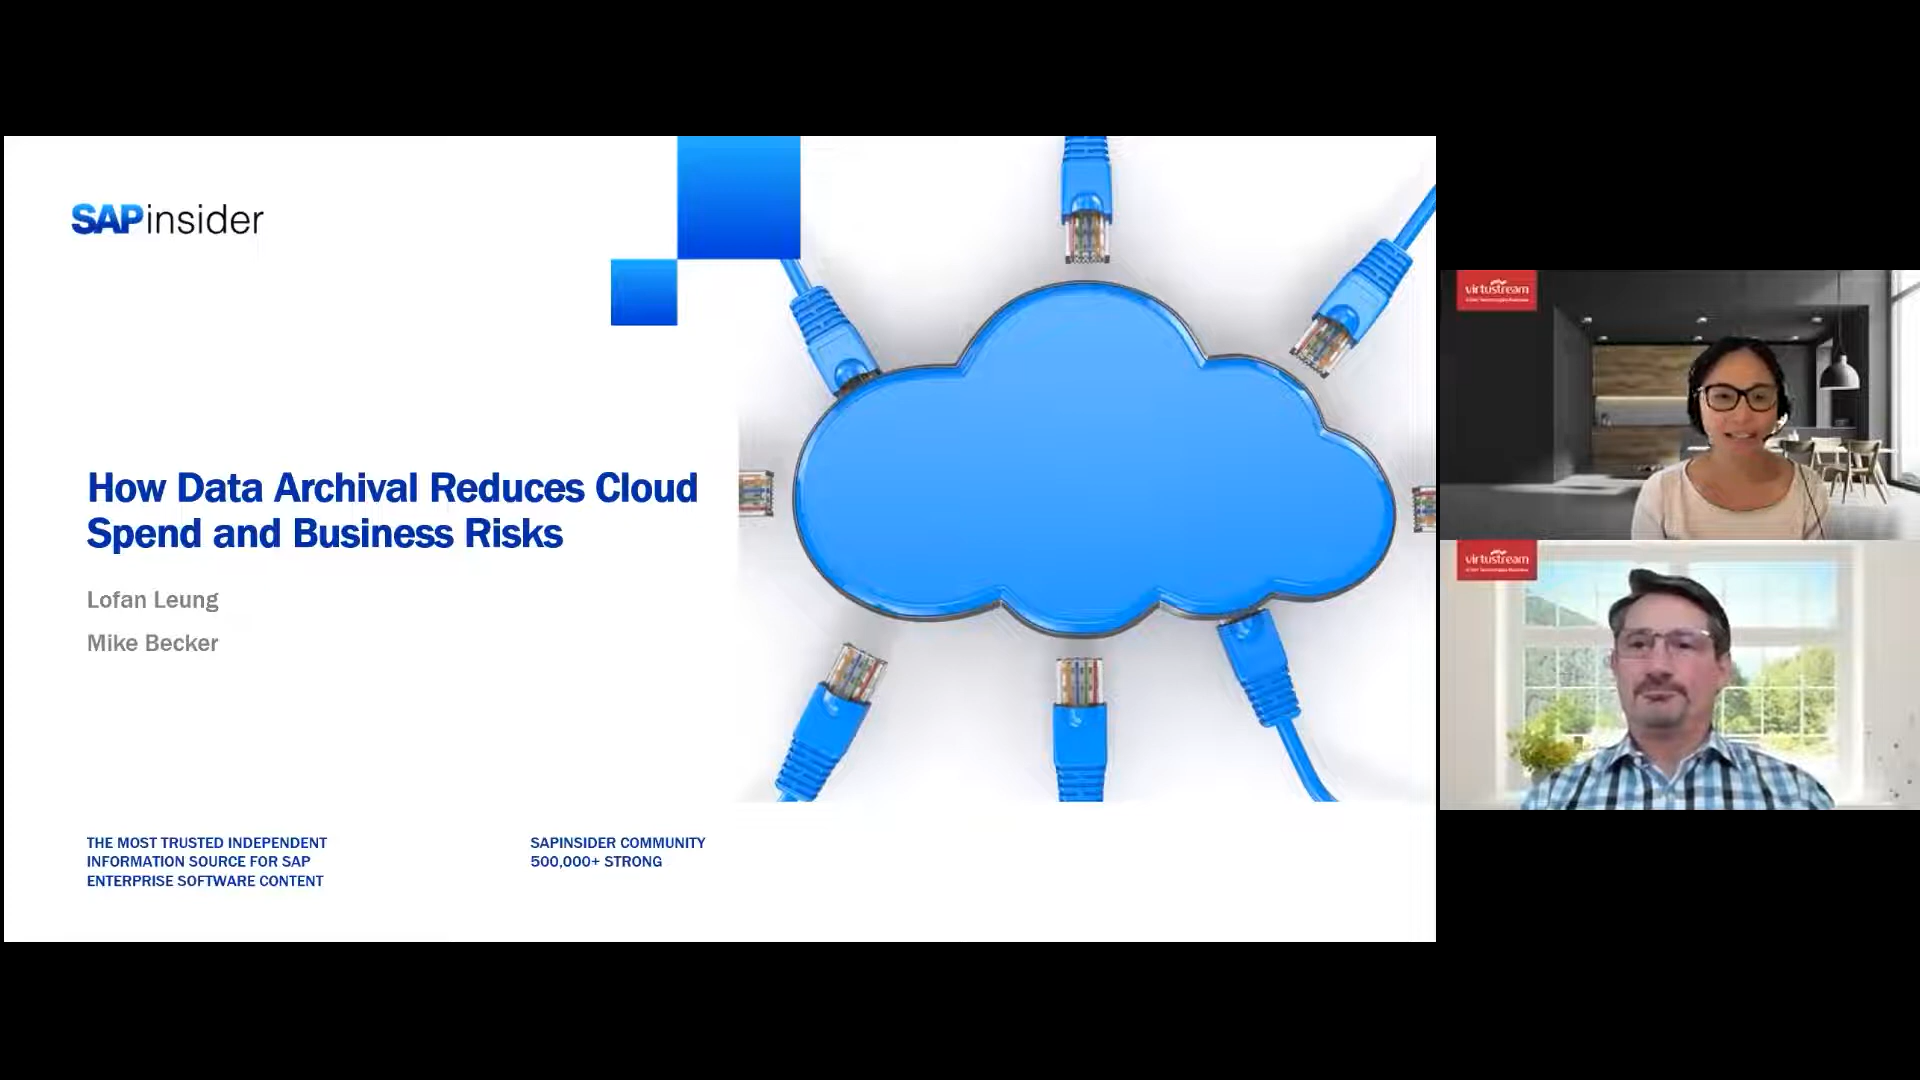 SAPinsider
How Data Archival Reduces Cloud
Spend and Business Risks
Lofan Leung
Mike Becker
THE MOST TRUSTED INDEPENDENT
INFORMATION SOURCE FOR SAP
ENTERPRISE SOFTWARE CONTENT
SAPINSIDER COMMUNITY
500,000+ STRONG
virtustream
virtustream